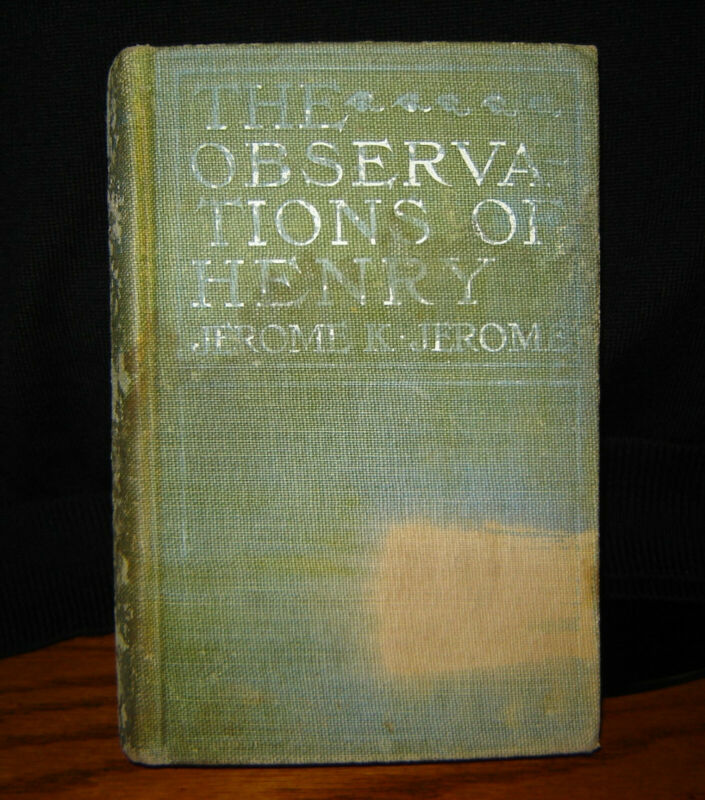 THE
OBSERVA-
TIONS OF
HENRY
JEROME K. JEROME